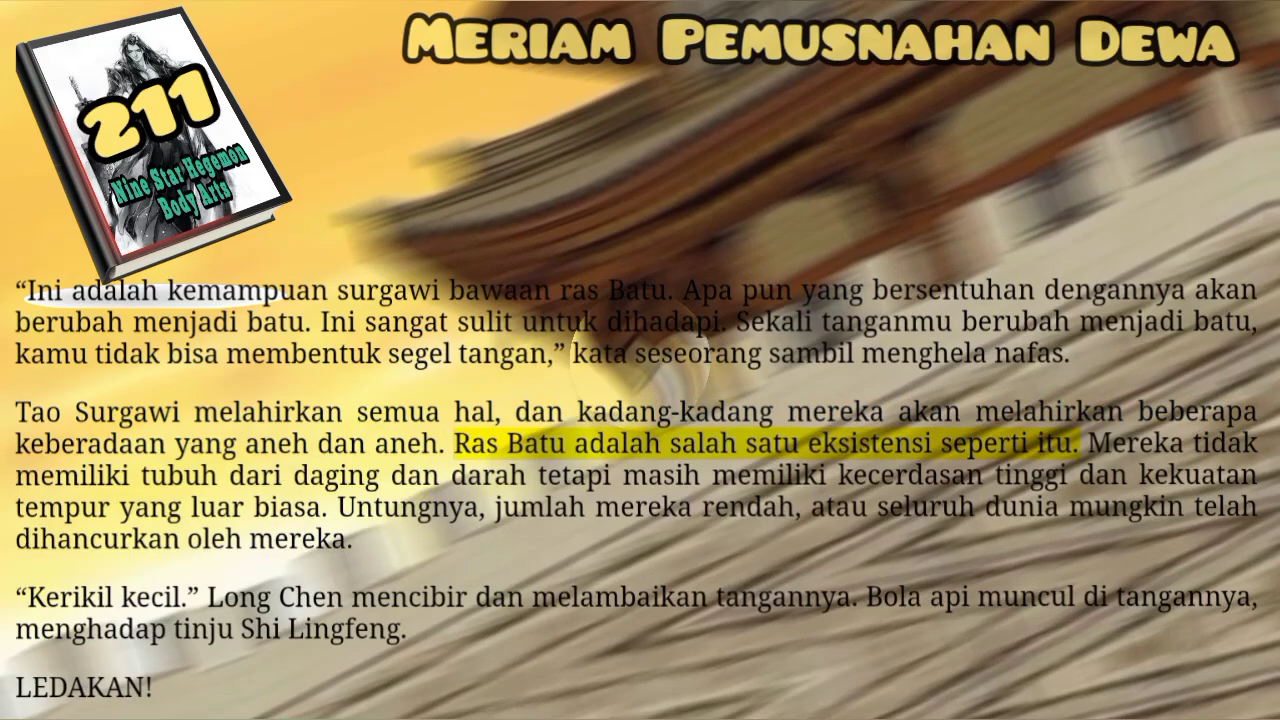 MERIAM PEMUSNAHAN DEWA
211
Nine Star Hegemon
Body Arts
“Ini adalah kemampuan surgawi bawaan ras Batu. Apa pun yang bersentuhan dengannya akan
berubah menjadi batu. Ini sangat sulit untuk dihadapi. Sekali tanganmu berubah menjadi batu,
kamu tidak bisa membentuk segel tangan,” kata seseorang sambil menghela nafas.
Tao Surgawi melahirkan semua hal, dan kadang-kadang mereka akan melahirkan beberapa
keberadaan yang aneh dan aneh. Ras Batu adalah salah satu eksistensi seperti itu. Mereka tidak
memiliki tubuh dari daging dan darah tetapi masih memiliki kecerdasan tinggi dan kekuatan
tempur yang luar biasa. Untungnya, jumlah mereka rendah, atau seluruh dunia mungkin telah
dihancurkan oleh mereka.
“Kerikil kecil.” Long Chen mencibir dan melambaikan tangannya. Bola api muncul di tangannya,
menghadap tinju Shi Lingfeng.
LEDAKAN!